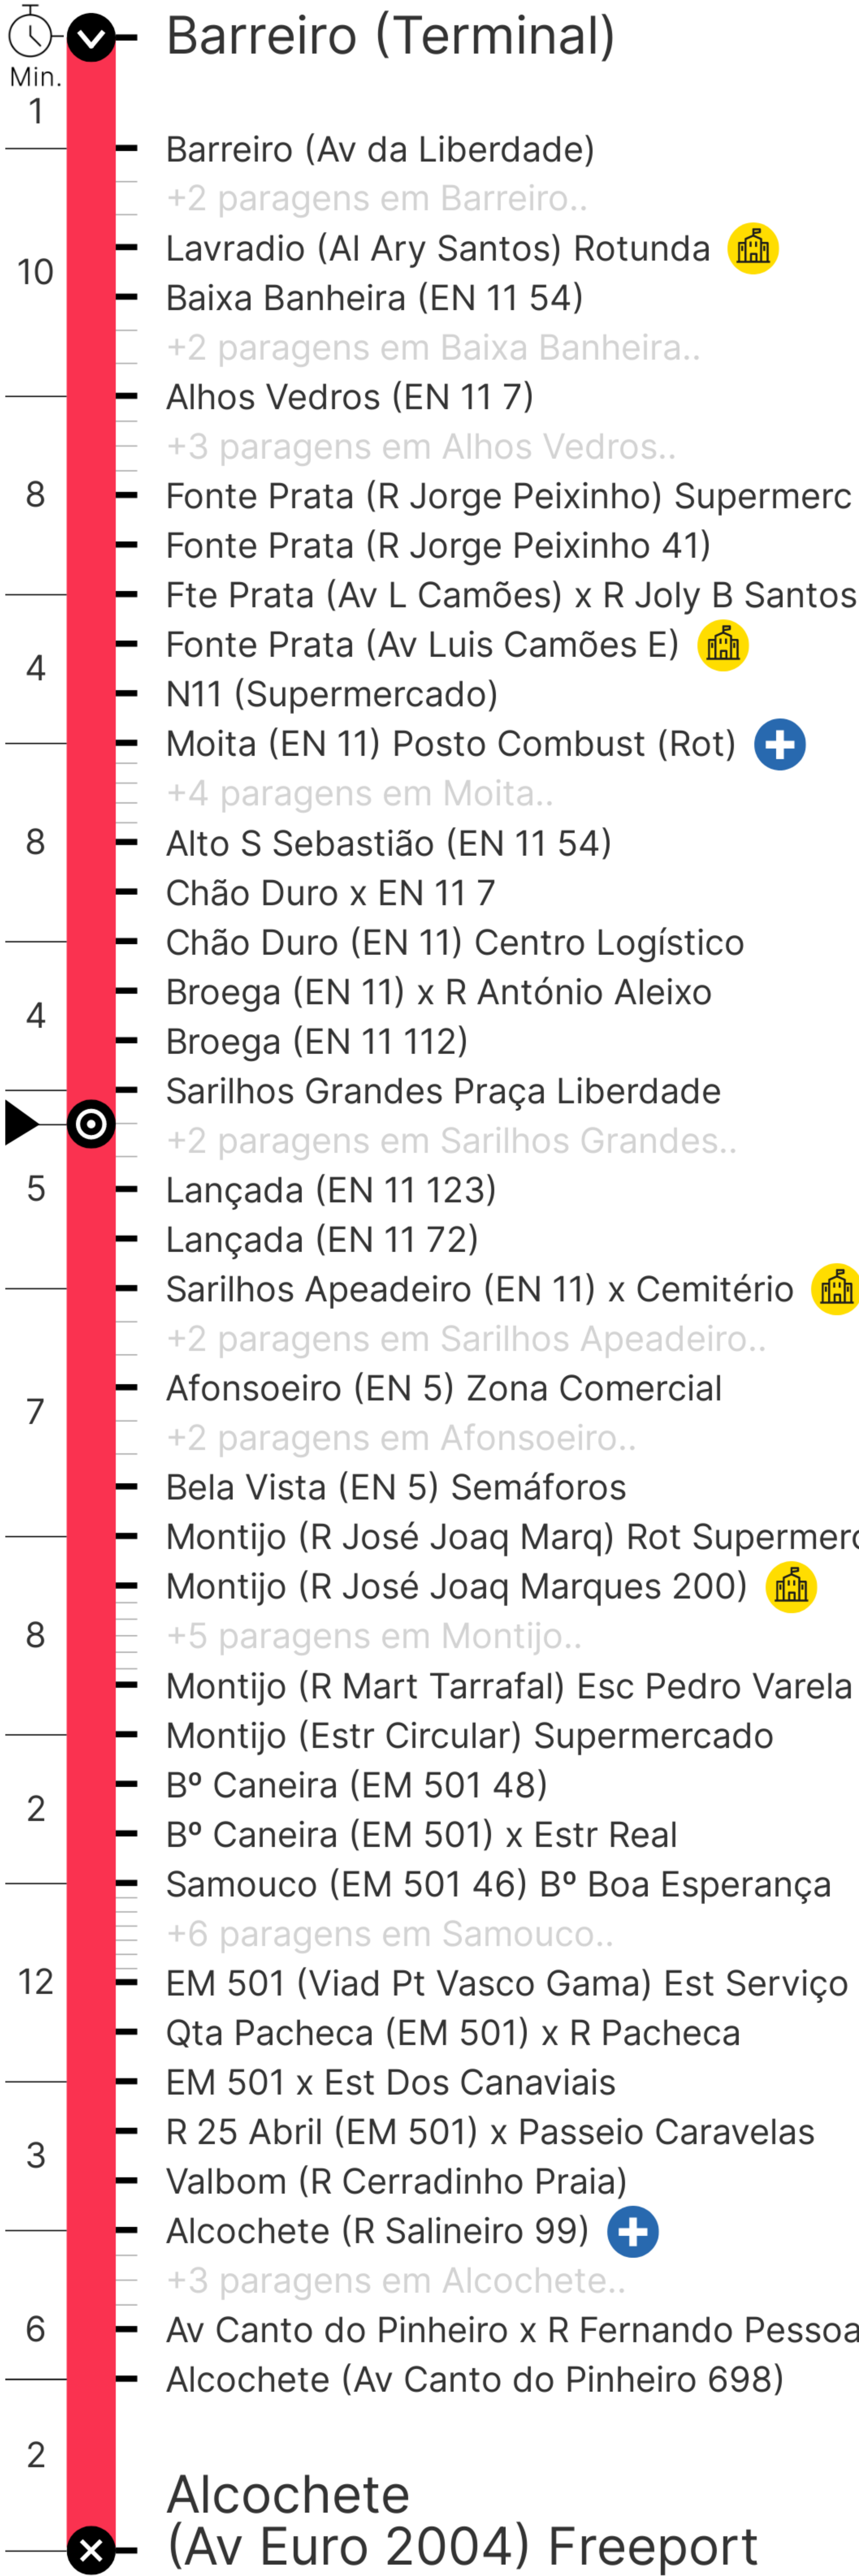 Barreiro (Terminal)
Min.
1
Barreiro (Av da Liberdade)
+2 paragens em Barreiro..
Lavradio (Al Ary Santos) Rotunda
10
Baixa Banheira (EN 11 54)
+2 paragens em Baixa Banheira..
Alhos Vedros (EN 11 7)
+3 paragens em Alhos Vedros..
8
Fonte Prata (R Jorge Peixinho) Supermerc
Fonte Prata (R Jorge Peixinho 41)
Fte Prata (Av L Camões) x R Joly B Santos
Fonte Prata (Av Luis Camões E)
4
N11 (Supermercado)
Moita (EN 11) Posto Combust (Rot)
+4 paragens em Moita..
8
Alto S Sebastião (EN 11 54)
Chão Duro x EN 11 7
Chão Duro (EN 11) Centro Logístico
Broega (EN 11) x R António Aleixo
4
Broega (EN 11 112)
Sarilhos Grandes Praça Liberdade
+2 paragens em Sarilhos Grandes..
5
Lançada (EN 11 123)
Lançada (EN 11 72)
Sarilhos Apeadeiro (EN 11) x Cemitério
+2 paragens em Sarilhos Apeadeiro..
Afonsoeiro (EN 5) Zona Comercial
7
+2 paragens em Afonsoeiro..
Bela Vista (EN 5) Semáforos
Montijo (R José Joaq Marq) Rot Supermerc
Montijo (R José Joaq Marques 200)
8
+5 paragens em Montijo..
Montijo (R Mart Tarrafal) Esc Pedro Varela
Montijo (Estr Circular) Supermercado
Bº Caneira (EM 501 48)
2
Bº Caneira (EM 501) x Estr Real
Samouco (EM 501 46) Bº Boa Esperança
+6 paragens em Samouco..
12
EM 501 (Viad Pt Vasco Gama) Est Serviço
Qta Pacheca (EM 501) x R Pacheca
EM 501 x Est Dos Canaviais
R 25 Abril (EM 501) x Passeio Caravelas
3
Valbom (R Cerradinho Praia)
Alcochete (R Salineiro 99)
+3 paragens em Alcochete..
6
Av Canto do Pinheiro x R Fernando Pessoa
Alcochete (Av Canto do Pinheiro 698)
2
Alcochete
(Av Euro 2004) Freeport